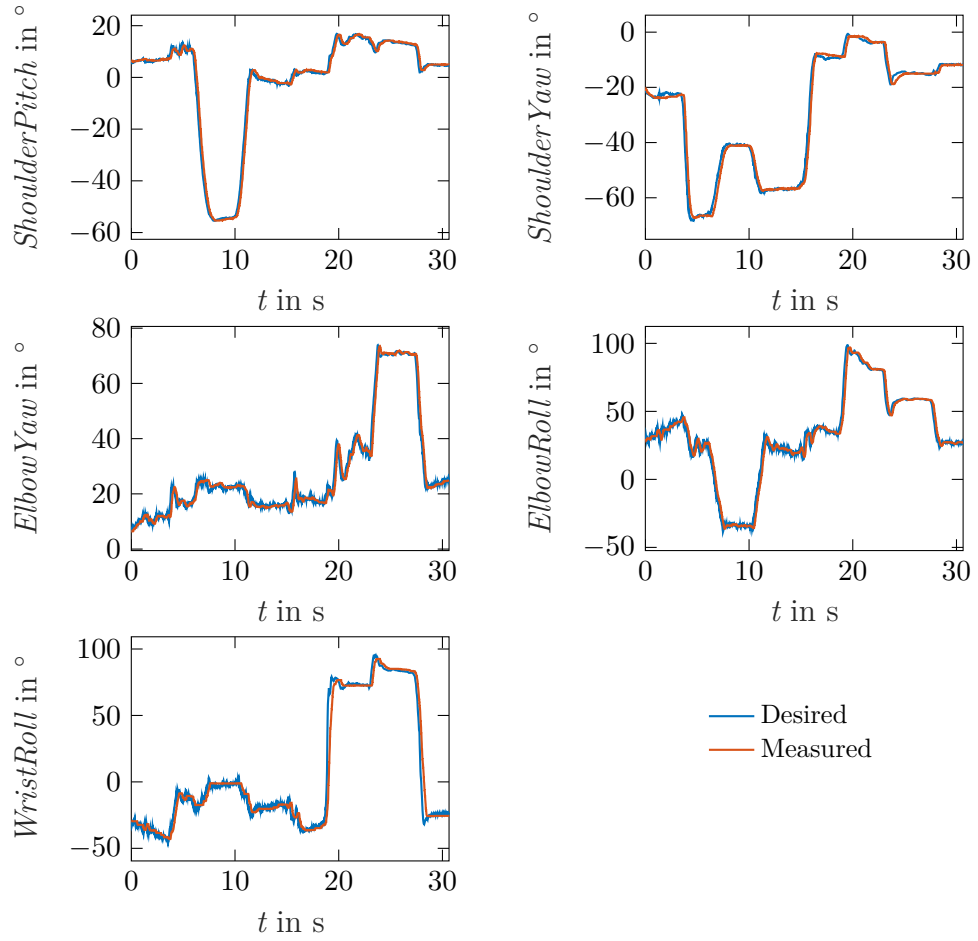 ShoulderPitch in °
20
0
−20
−40
−60
0 10 20 30
t in s
ShoulderYaw in °
0
−20
−40
−60
0 10 20 30
t in s
ElbowYaw in °
80
60
40
20
0
0 10 20 30
t in s
ElbowRoll in °
100
50
0
−50
0 10 20 30
t in s
WristRoll in °
100
50
0
−50
0 10 20 30
t in s
Desired
Measured